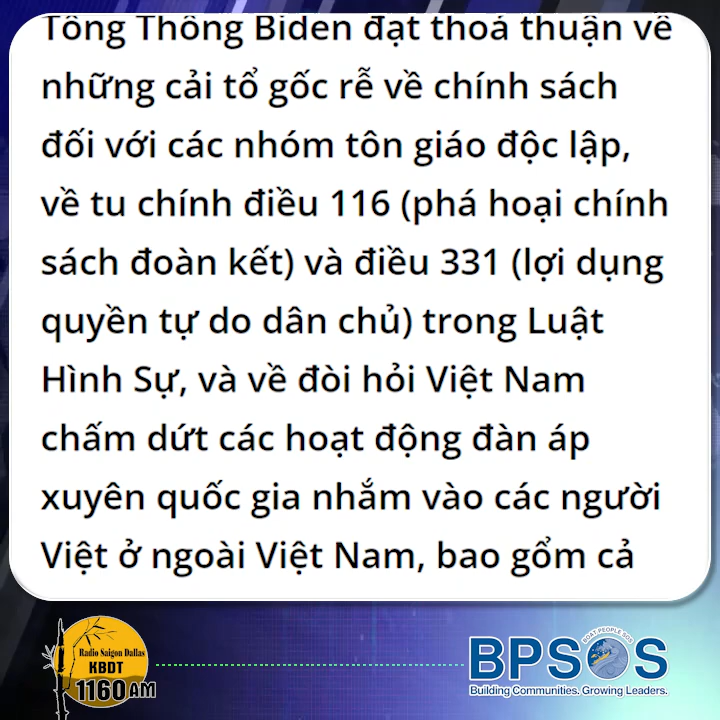 Tổng Thống Biden đạt thoả thuận về
những cải tổ gốc rễ về chính sách
đối với các nhóm tôn giáo độc lập,
về tu chính điều 116 (phá hoại chính
sách đoàn kết) và điều 331 (lợi dụng
quyền tự do dân chủ) trong Luật
Hình Sự, và về đòi hỏi Việt Nam
chấm dứt các hoạt động đàn áp
xuyên quốc gia nhắm vào các người
Việt ở ngoài Việt Nam, bao gổm cả
Radio Saigon Dallas
KBDT
1160 AM
BOAT PEOPLE SOS
BPSOS
Building Communities. Growing Leaders.